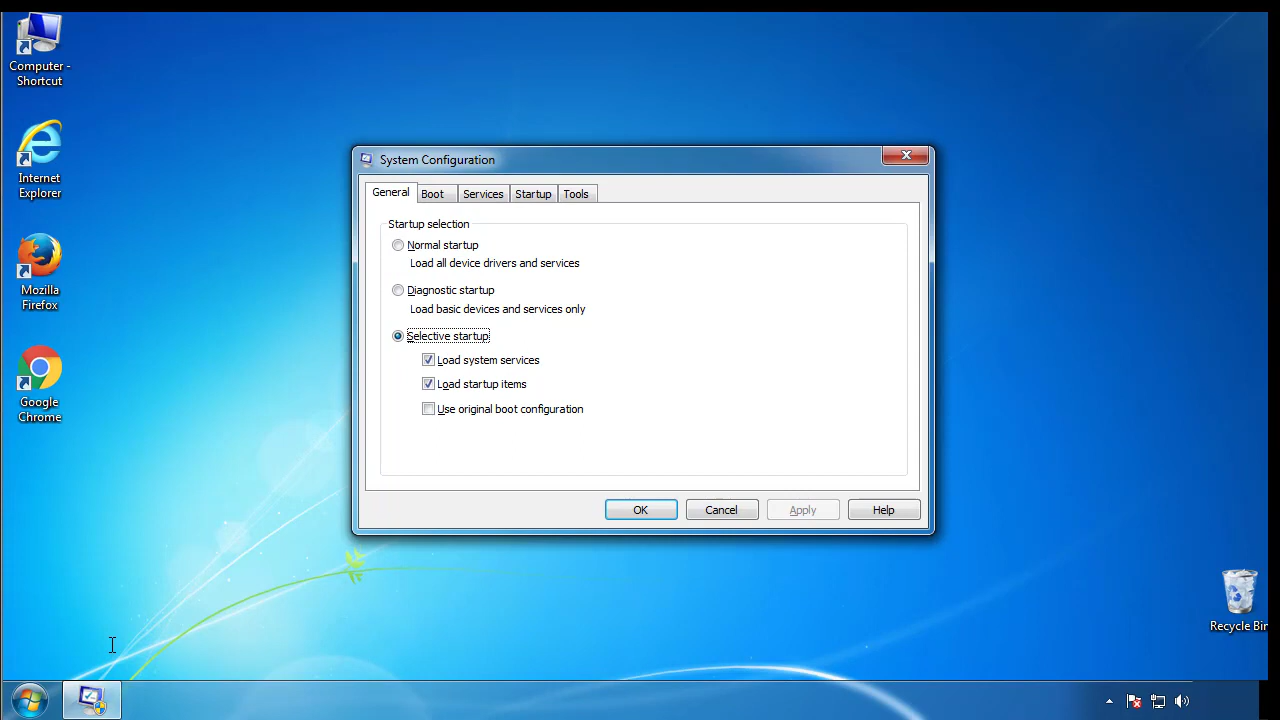 Computer -
Shortcut
Internet
Explorer
Mozilla
Firefox
Google
Chrome
System Configuration
General Boot Services Startup Tools
Startup selection
Normal startup
Load all device drivers and services
Diagnostic startup
Load basic devices and services only
Selective startup
Load system services
Load startup items
Use original boot configuration
OK Cancel Apply Help
Recycle Bin